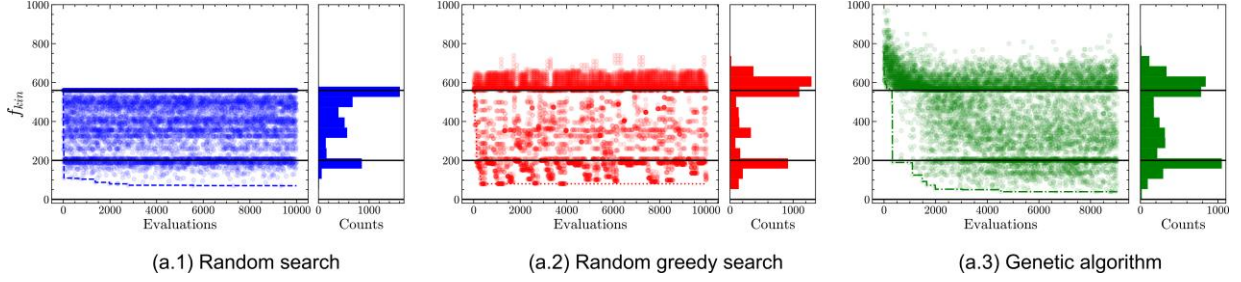 1000
800
600
400
200
0
f_kin
0 2000 4000 6000 8000 10000
Evaluations
0 1000
Counts
(a.1) Random search
1000
800
600
400
200
0
0 2000 4000 6000 8000 10000
Evaluations
0 1000
Counts
(a.2) Random greedy search
1000
800
600
400
200
0
0 2000 4000 6000 8000
Evaluations
0 500 1000
Counts
(a.3) Genetic algorithm